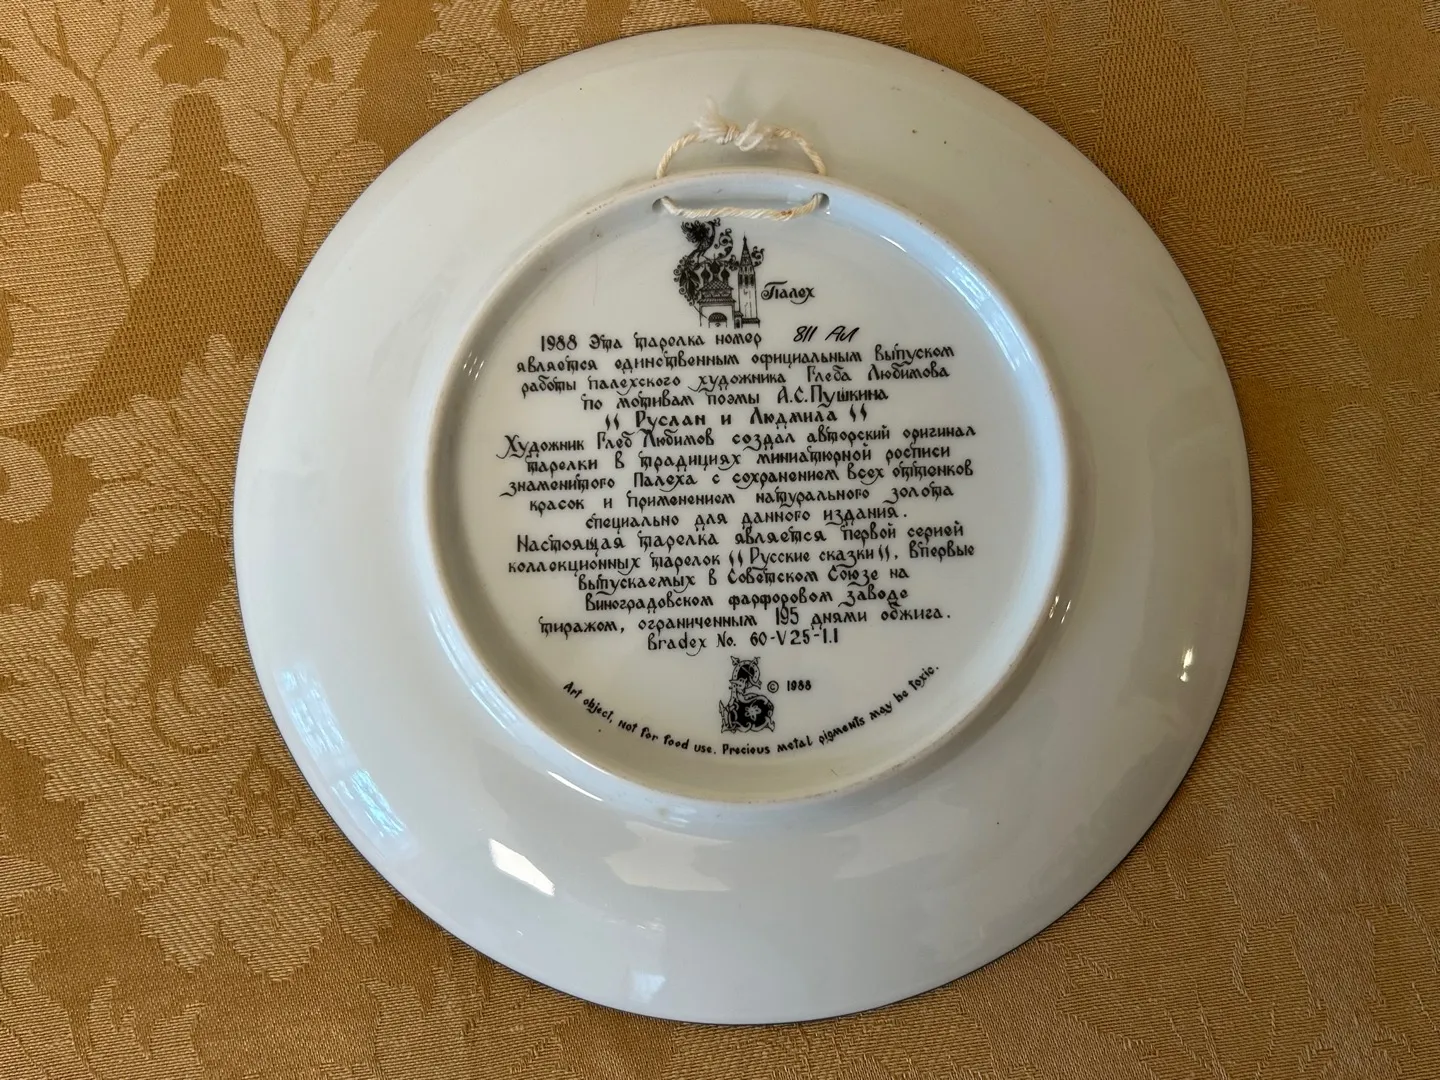 Палех
1988 Эта тарелка номер 811 АЛ
является единственным официальным выпуском
работы палехского художника Глеба Любимова
по мотивам поэмы А.С.Пушкина
"Руслан и Людмила"
Художник Глеб Любимов создал авторский оригинал
тарелки в традициях миниатюрной росписи
знаменитого Палеха с сохранением всех оттенков
красок и применением натурального золота
специально для данного издания.
Настоящая тарелка является первой серией
коллекционных тарелок "Русские сказки", впервые
выпускаемых в Советском Союзе на
Виноградовском фарфоровом заводе
тиражом, ограниченным 195 днями обжига.
Bradex No. 60-V25-1.1
© 1988
Art object, not for food use. Precious metal pigments may be toxic.